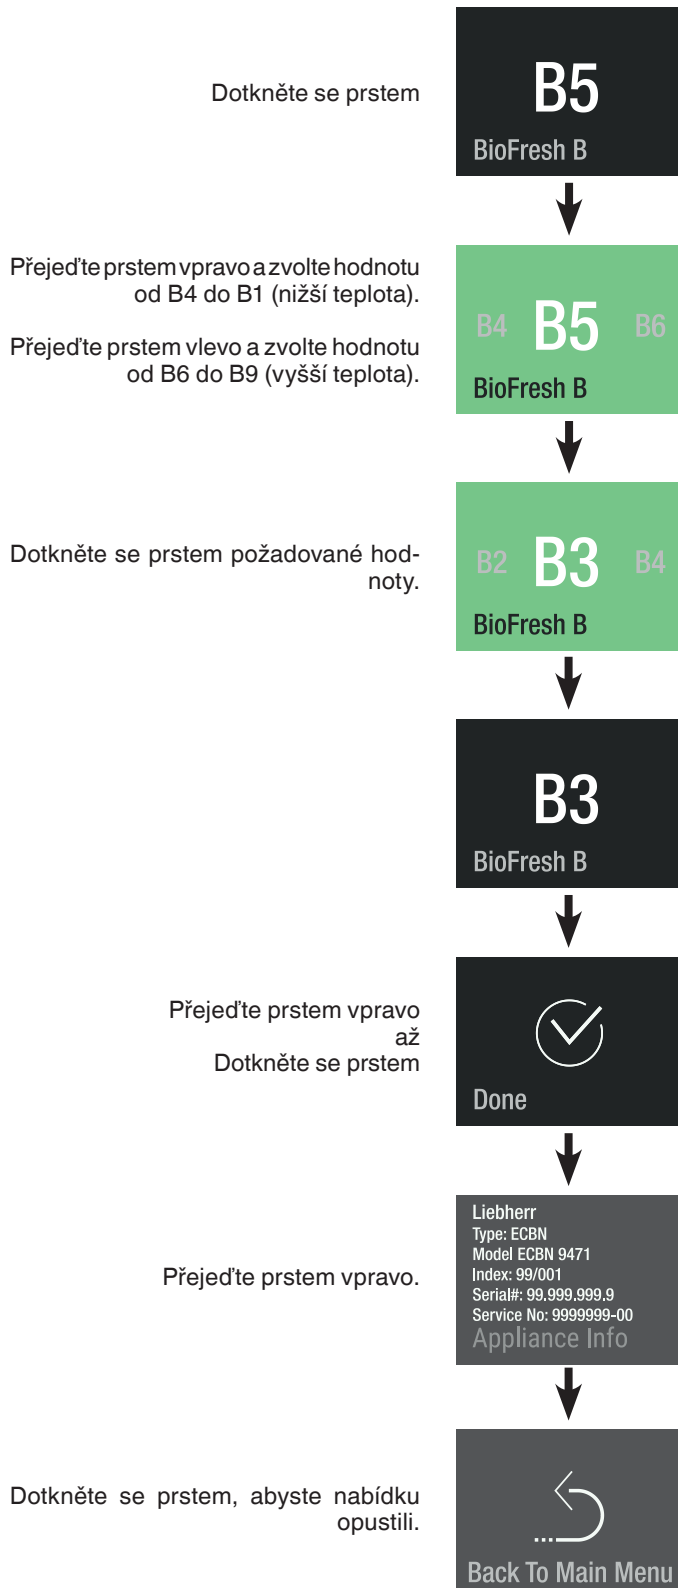 Dotkněte se prstem
B5
BioFresh B
Přejeďte prstem vpravo a zvolte hodnotu
od B4 do B1 (nižší teplota).
Přejeďte prstem vlevo a zvolte hodnotu
od B6 do B9 (vyšší teplota).
B4 B5 B6
BioFresh B
Dotkněte se prstem požadované hod-
noty.
B2 B3 B4
BioFresh B
B3
BioFresh B
Přejeďte prstem vpravo
až
Dotkněte se prstem
Done
Přejeďte prstem vpravo.
Liebherr
Type: ECBN
Model ECBN 9471
Index: 99/001
Serial#: 99.999.999.9
Service No: 9999999-00
Appliance Info
Dotkněte se prstem, abyste nabídku
opustili.
Back To Main Menu